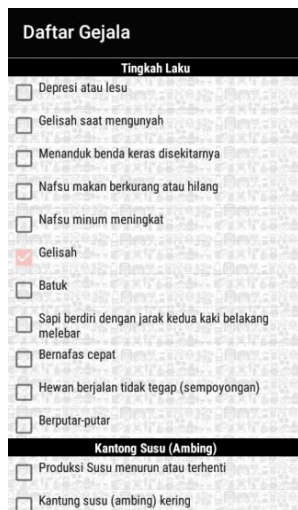 Daftar Gejala
Tingkah Laku
Depresi atau lesu
Gelisah saat mengunyah
Menanduk benda keras disekitarnya
Nafsu makan berkurang atau hilang
Nafsu minum meningkat
Gelisah
Batuk
Sapi berdiri dengan jarak kedua kaki belakang
melebar
Bernafas cepat
Hewan berjalan tidak tegap (sempoyongan)
Berputar-putar
Kantong Susu (Ambing)
Produksi Susu menurun atau terhenti
Kantung susu (ambing) kering